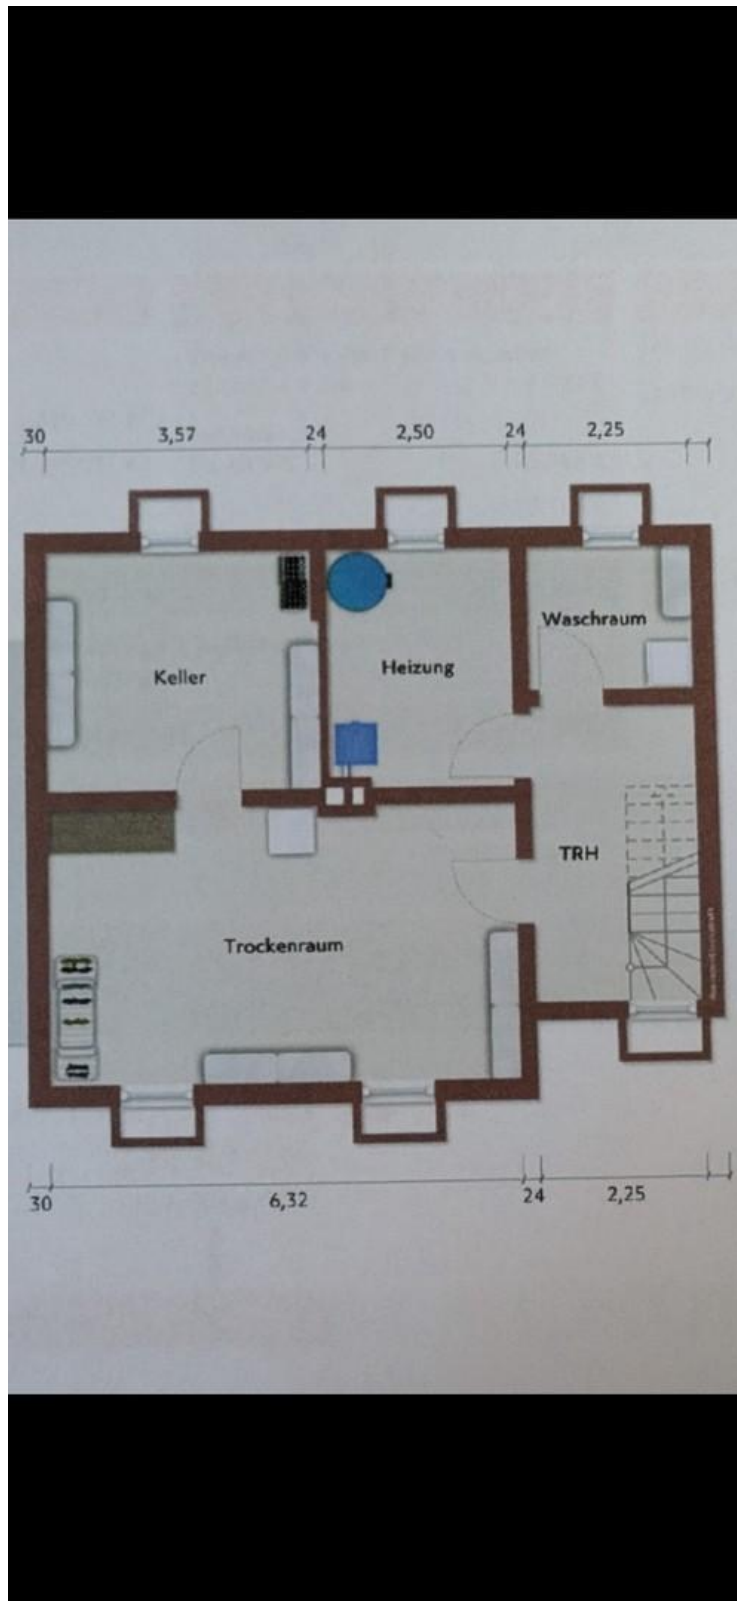 30 3,57 24 2,50 24 2,25
Waschraum
Keller
Heizung
TRH
Trockenraum
30 6,32 24 2,25